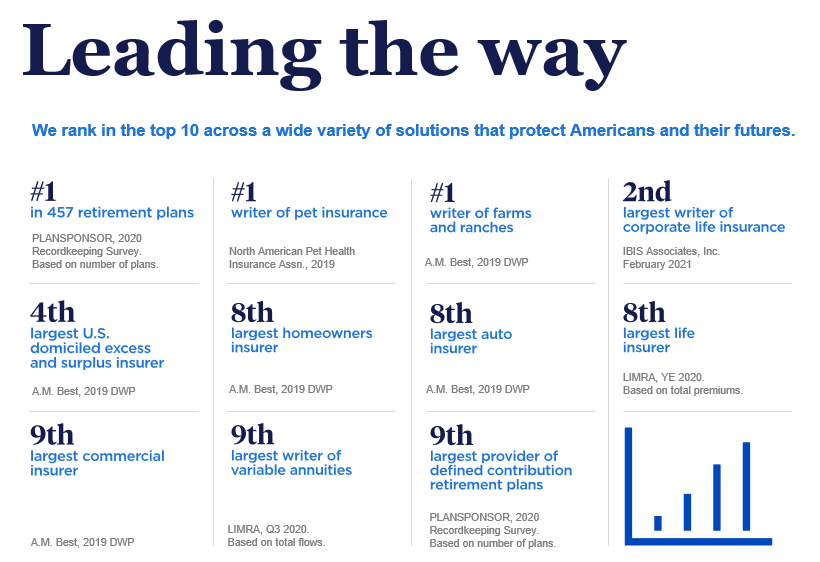 Leading the way
We rank in the top 10 across a wide variety of solutions that protect Americans and their futures.
#1
in 457 retirement plans
PLANSPONSOR, 2020
Recordkeeping Survey.
Based on number of plans.
#1
writer of pet insurance
North American Pet Health
Insurance Assn., 2019
#1
writer of farms
and ranches
A.M. Best, 2019 DWP
2nd
largest writer of
corporate life insurance
IBIS Associates, Inc.
February 2021
4th
largest U.S.
domiciled excess
and surplus insurer
A.M. Best, 2019 DWP
8th
largest homeowners
insurer
A.M. Best, 2019 DWP
8th
largest auto
insurer
A.M. Best, 2019 DWP
8th
largest life
insurer
LIMRA, YE 2020.
Based on total premiums.
9th
largest commercial
insurer
A.M. Best, 2019 DWP
9th
largest writer of
variable annuities
LIMRA, Q3 2020.
Based on total flows.
9th
largest provider of
defined contribution
retirement plans
PLANSPONSOR, 2020
Recordkeeping Survey.
Based on number of plans.